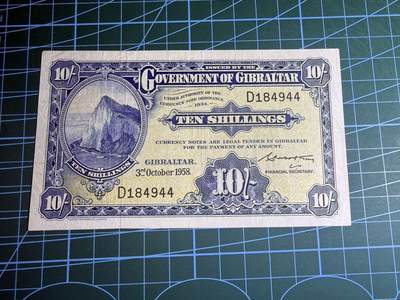 10/-
10/-
ISSUED BY THE
GOVERNMENT OF GIBRALTAR
UNDER AUTHORITY OF THE
CURRENCY NOTE ORDINANCE,
1934.
D184944
TEN SHILLINGS
CURRENCY NOTES ARE LEGAL TENDER IN GIBRALTAR
FOR THE PAYMENT OF ANY AMOUNT.
GIBRALTAR.
3rd October 1958.
FINANCIAL SECRETARY.
TEN SHILLINGS
D184944
10/-
10/-
10/-